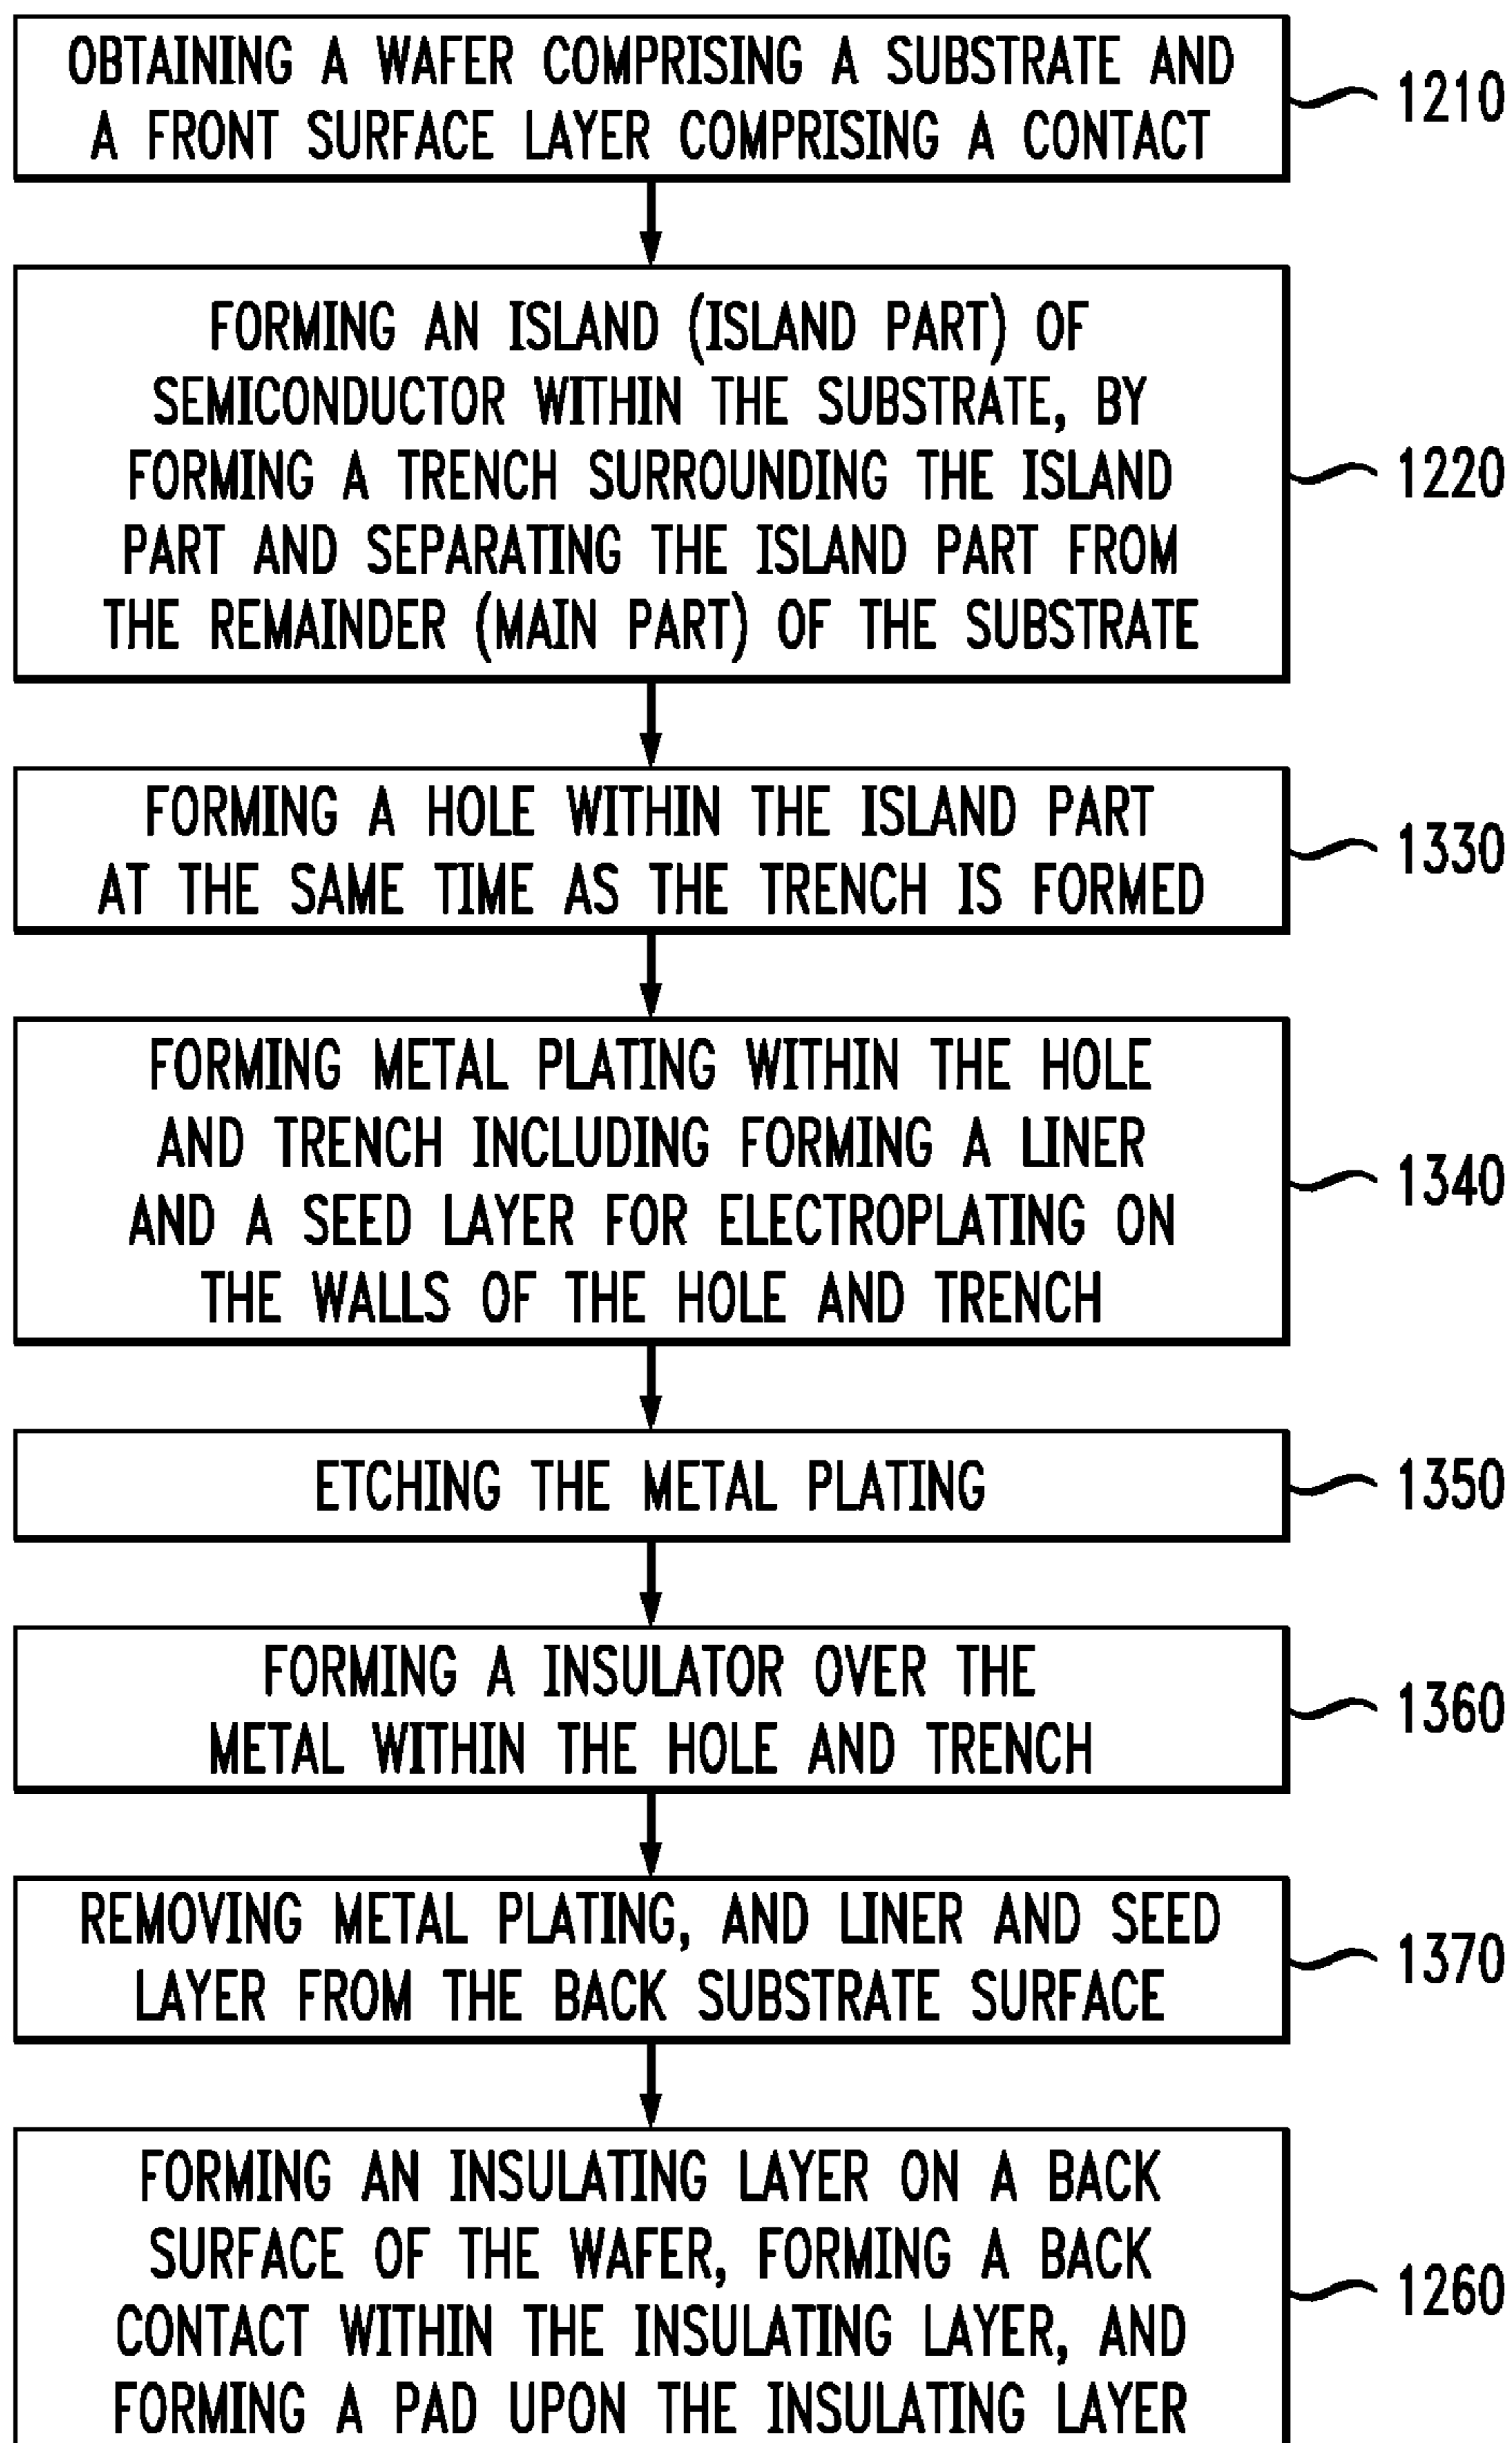 OBTAINING A WAFER COMPRISING A SUBSTRATE AND
A FRONT SURFACE LAYER COMPRISING A CONTACT
1210
FORMING AN ISLAND (ISLAND PART) OF
SEMICONDUCTOR WITHIN THE SUBSTRATE, BY
FORMING A TRENCH SURROUNDING THE ISLAND
PART AND SEPARATING THE ISLAND PART FROM
THE REMAINDER (MAIN PART) OF THE SUBSTRATE
1220
FORMING A HOLE WITHIN THE ISLAND PART
AT THE SAME TIME AS THE TRENCH IS FORMED
1330
FORMING METAL PLATING WITHIN THE HOLE
AND TRENCH INCLUDING FORMING A LINER
AND A SEED LAYER FOR ELECTROPLATING ON
THE WALLS OF THE HOLE AND TRENCH
1340
ETCHING THE METAL PLATING
1350
FORMING A INSULATOR OVER THE
METAL WITHIN THE HOLE AND TRENCH
1360
REMOVING METAL PLATING, AND LINER AND SEED
LAYER FROM THE BACK SUBSTRATE SURFACE
1370
FORMING AN INSULATING LAYER ON A BACK
SURFACE OF THE WAFER, FORMING A BACK
CONTACT WITHIN THE INSULATING LAYER, AND
FORMING A PAD UPON THE INSULATING LAYER
1260